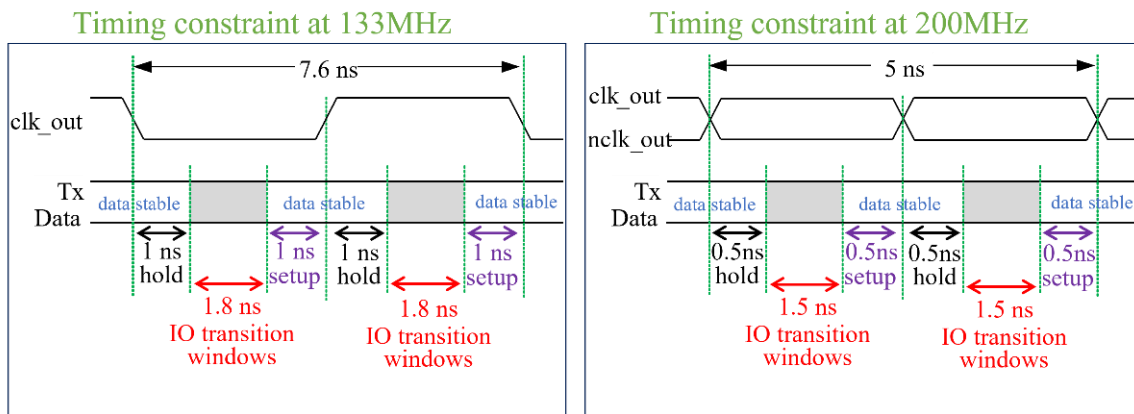 Timing constraint at 133MHz
7.6 ns
clk_out
Tx
Data
data stable
data stable
data stable
1 ns
hold
1 ns
setup
1 ns
hold
1 ns
setup
1.8 ns
IO transition
windows
1.8 ns
IO transition
windows
Timing constraint at 200MHz
5 ns
clk_out
nclk_out
Tx
Data
data stable
data stable
data stable
0.5ns
hold
0.5ns
setup
0.5ns
hold
0.5ns
setup
1.5 ns
IO transition
windows
1.5 ns
IO transition
windows